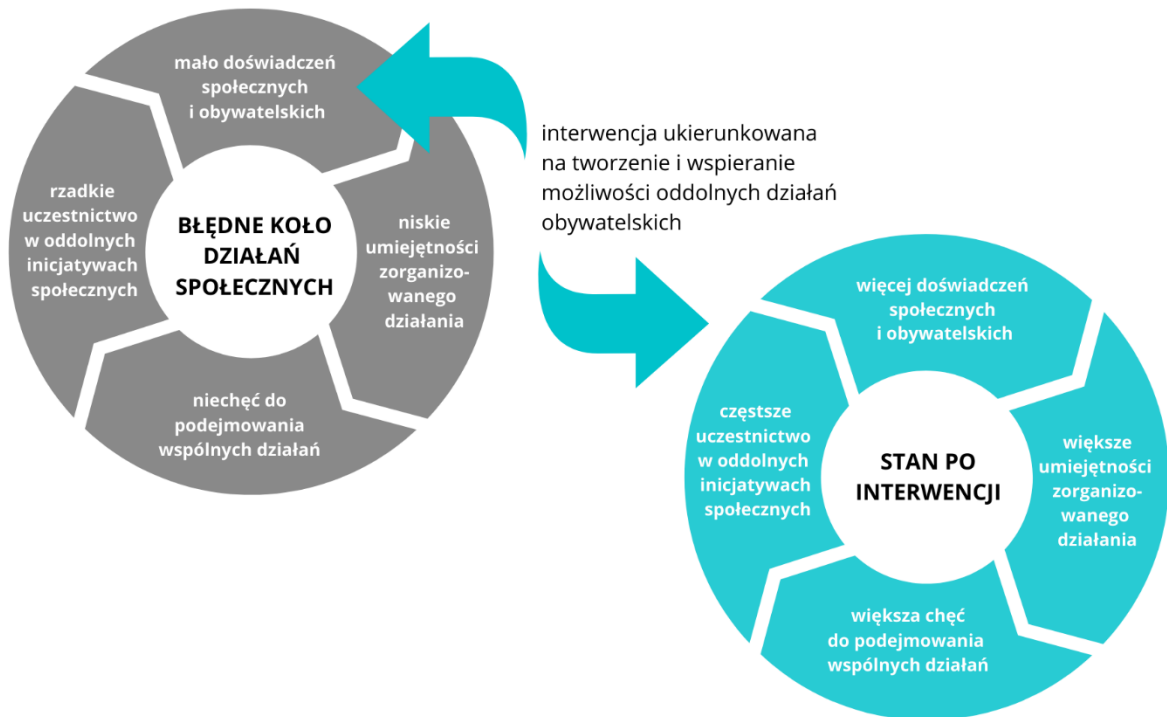 mało doświadczeń
społecznych
i obywatelskich
rzadkie
uczestnictwo
w oddolnych
inicjatywach
społecznych
BŁĘDNE KOŁO
DZIAŁAŃ
SPOŁECZNYCH
niskie
umiejętności
zorganizo-
wanego
działania
niechęć do
podejmowania
wspólnych działań
interwencja ukierunkowana
na tworzenie i wspieranie
możliwości oddolnych działań
obywatelskich
więcej doświadczeń
społecznych
i obywatelskich
częstsze
uczestnictwo
w oddolnych
inicjatywach
społecznych
STAN PO
INTERWENCJI
większe
umiejętności
zorganizo-
wanego
działania
większa chęć
do podejmowania
wspólnych działań